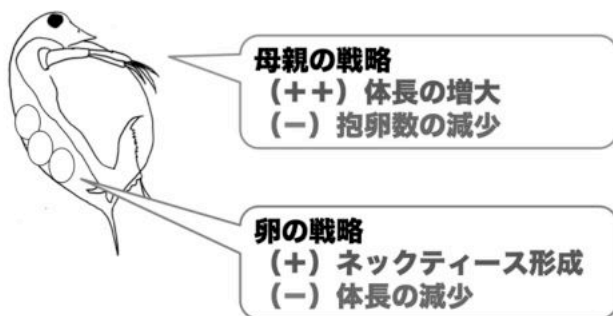 母親の戦略
(++) 体長の増大
(−) 抱卵数の減少
卵の戦略
(+) ネックティース形成
(−) 体長の減少